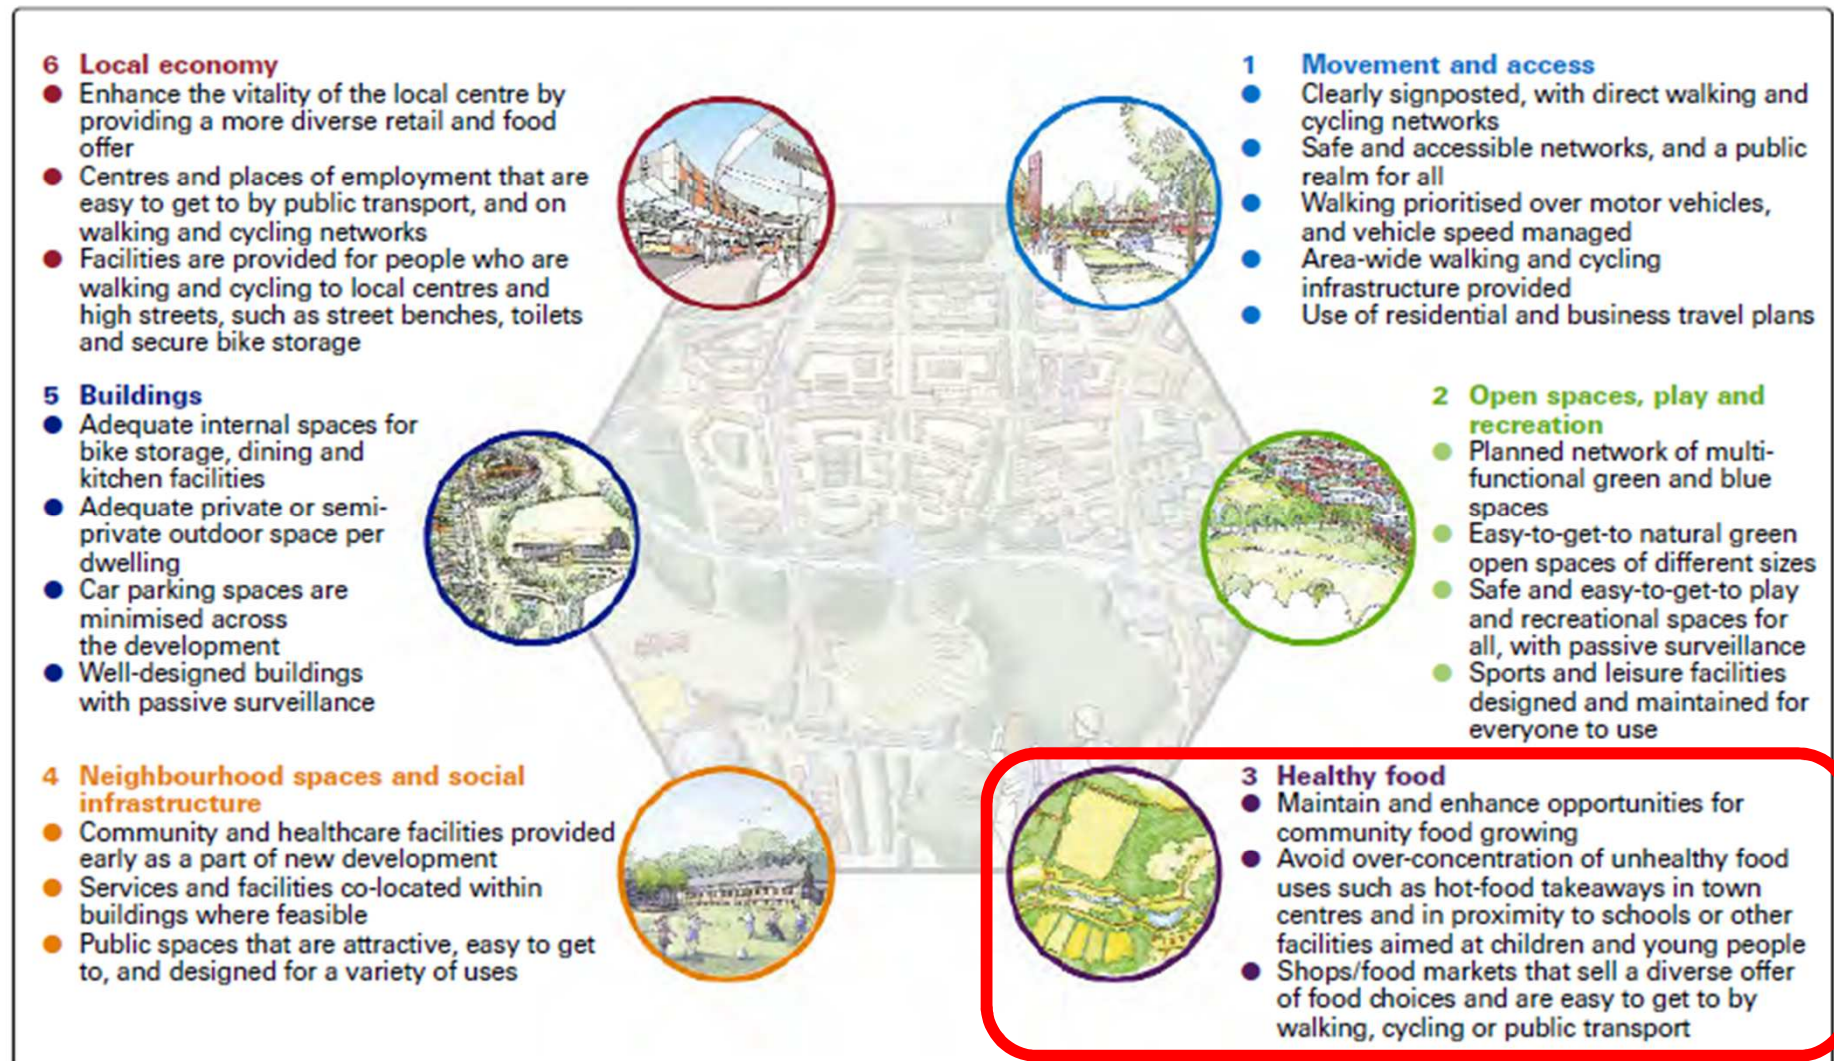 6 Local economy
● Enhance the vitality of the local centre by
providing a more diverse retail and food
offer
● Centres and places of employment that are
easy to get to by public transport, and on
walking and cycling networks
● Facilities are provided for people who are
walking and cycling to local centres and
high streets, such as street benches, toilets
and secure bike storage
5 Buildings
● Adequate internal spaces for
bike storage, dining and
kitchen facilities
● Adequate private or semi-
private outdoor space per
dwelling
● Car parking spaces are
minimised across
the development
● Well-designed buildings
with passive surveillance
4 Neighbourhood spaces and social
infrastructure
● Community and healthcare facilities provided
early as a part of new development
● Services and facilities co-located within
buildings where feasible
● Public spaces that are attractive, easy to get
to, and designed for a variety of uses
1 Movement and access
● Clearly signposted, with direct walking and
cycling networks
● Safe and accessible networks, and a public
realm for all
● Walking prioritised over motor vehicles,
and vehicle speed managed
● Area-wide walking and cycling
infrastructure provided
● Use of residential and business travel plans
2 Open spaces, play and
recreation
● Planned network of multi-
functional green and blue
spaces
● Easy-to-get-to natural green
open spaces of different sizes
● Safe and easy-to-get-to play
and recreational spaces for
all, with passive surveillance
● Sports and leisure facilities
designed and maintained for
everyone to use
3 Healthy food
● Maintain and enhance opportunities for
community food growing
● Avoid over-concentration of unhealthy food
uses such as hot-food takeaways in town
centres and in proximity to schools or other
facilities aimed at children and young people
● Shops/food markets that sell a diverse offer
of food choices and are easy to get to by
walking, cycling or public transport